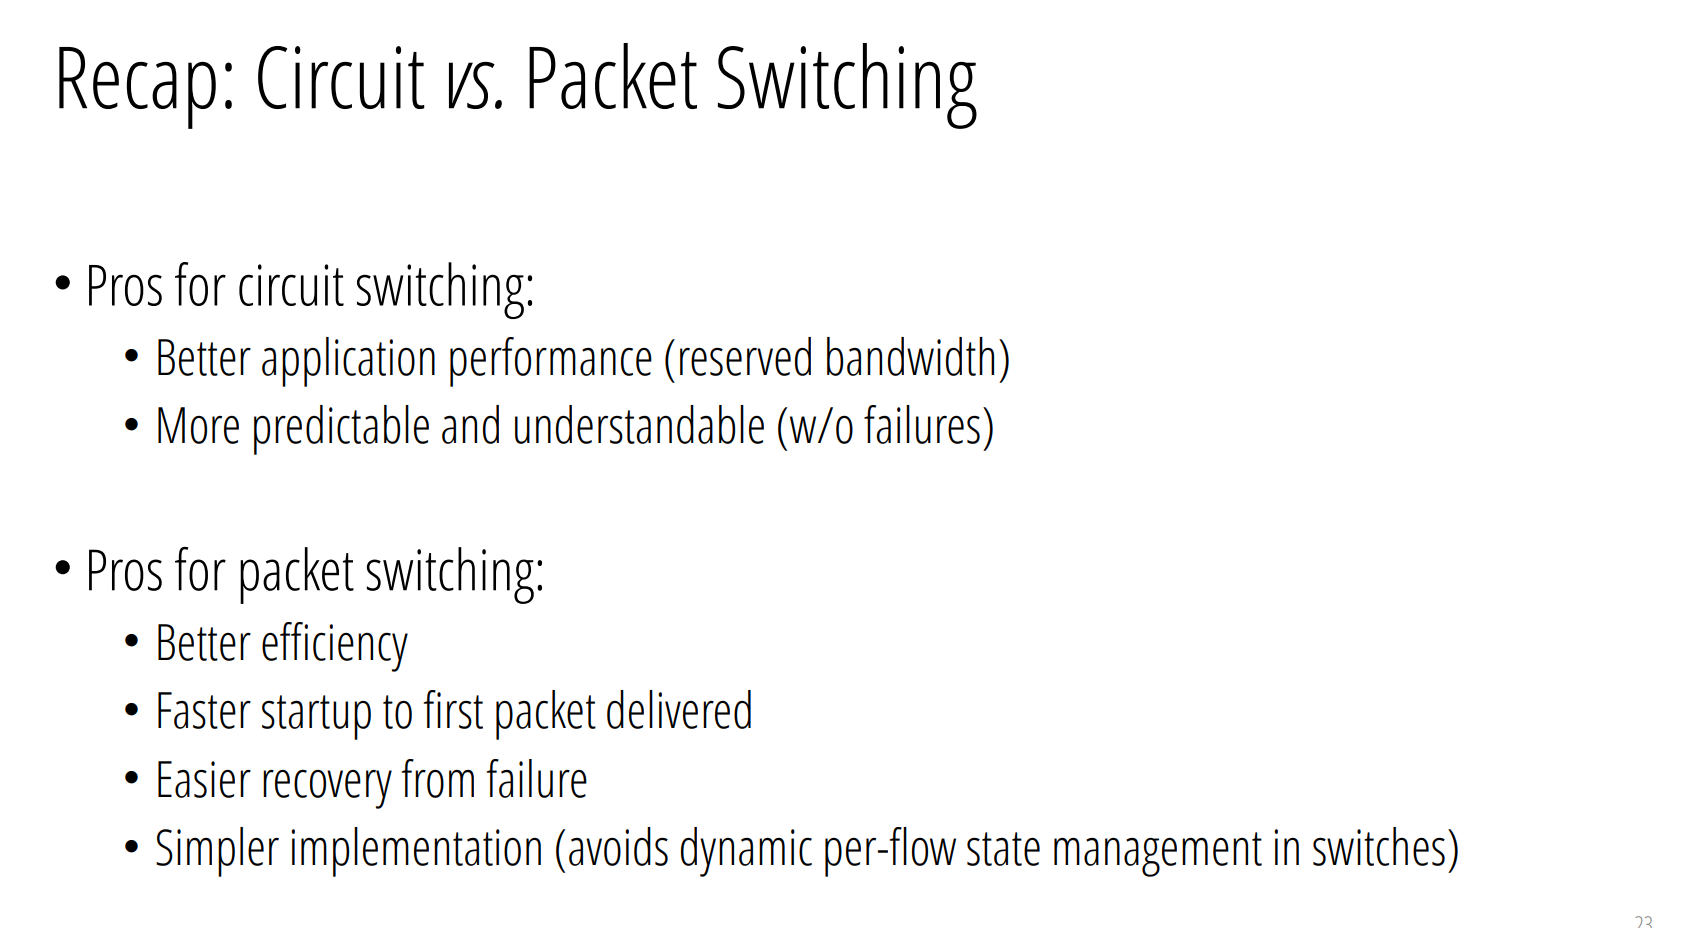 Recap: Circuit vs. Packet Switching
• Pros for circuit switching:
• Better application performance (reserved bandwidth)
• More predictable and understandable (w/o failures)
• Pros for packet switching:
• Better efficiency
• Faster startup to first packet delivered
• Easier recovery from failure
• Simpler implementation (avoids dynamic per-flow state management in switches)
23